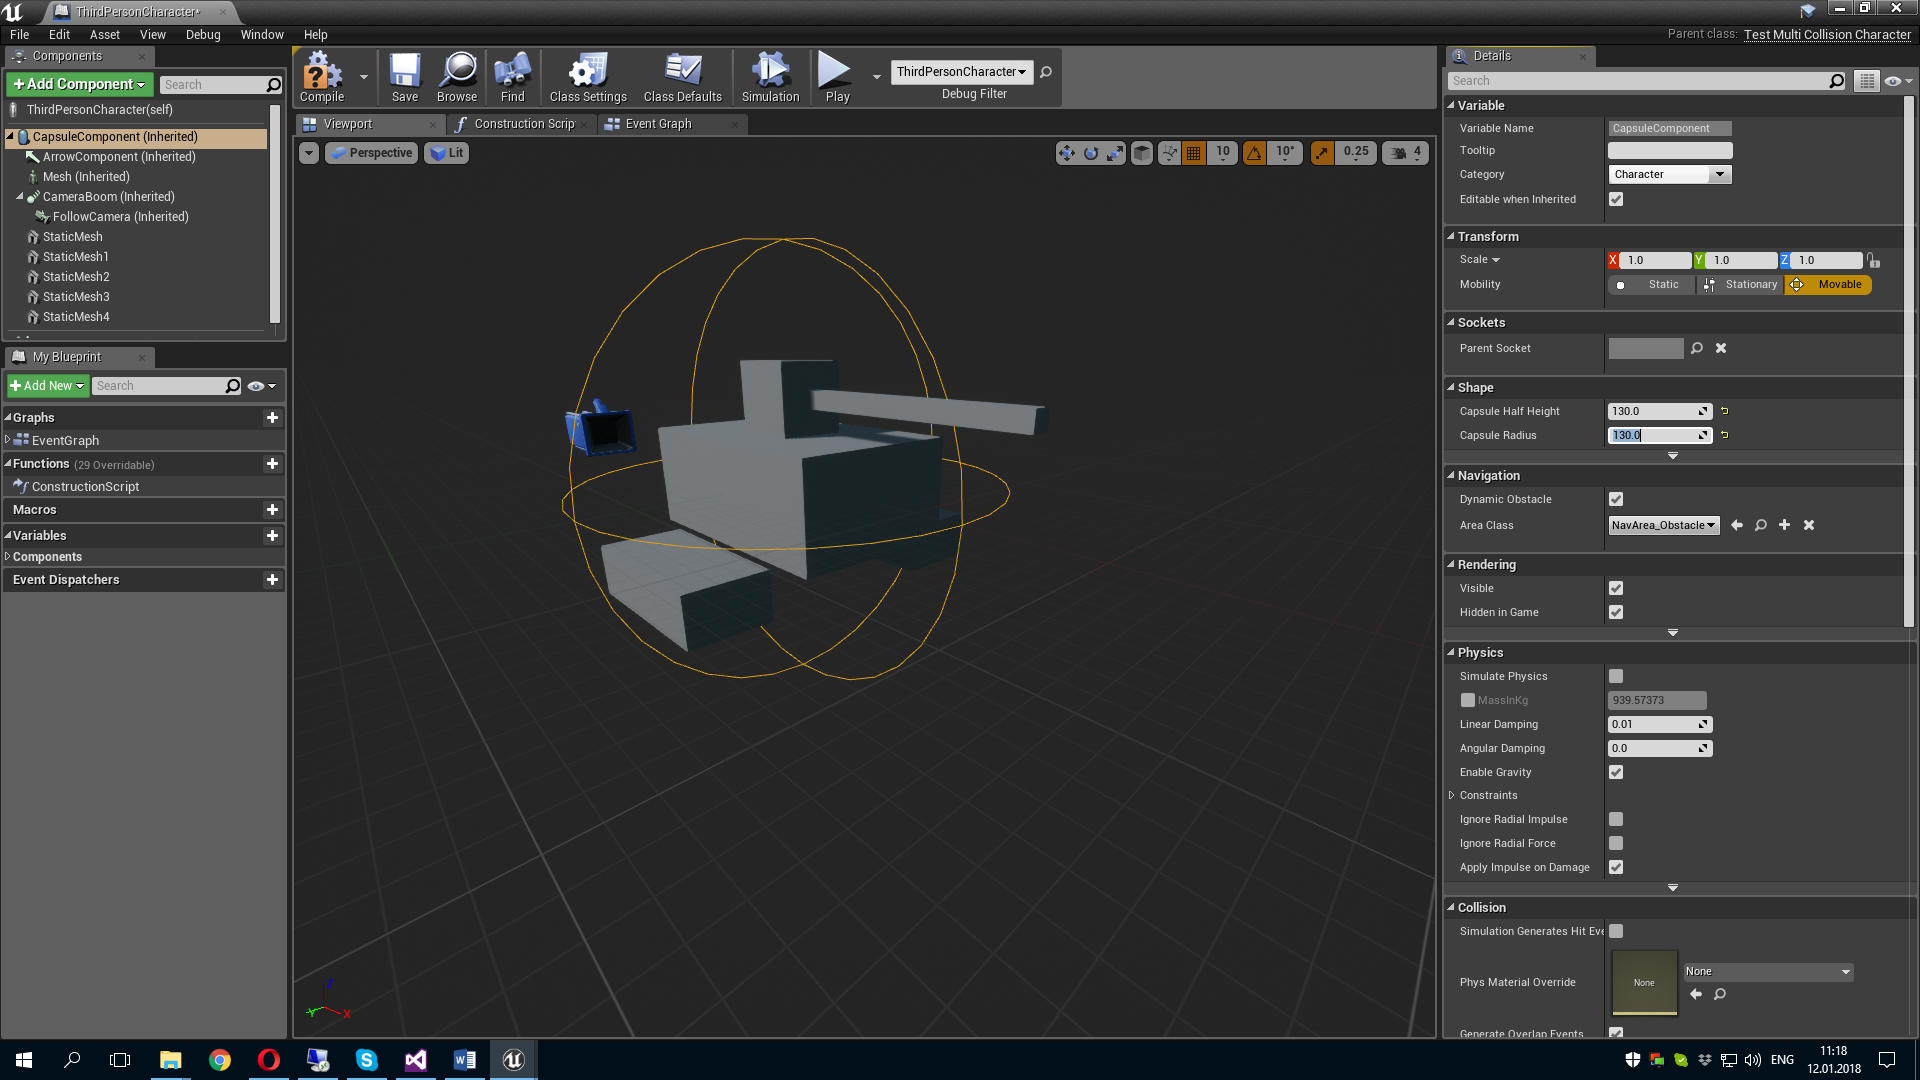 ThirdPersonCharacter*
File Edit Asset View Debug Window Help
Parent class: Test Multi Collision Character
Components
Add Component
Search
ThirdPersonCharacter(self)
CapsuleComponent (Inherited)
ArrowComponent (Inherited)
Mesh (Inherited)
CameraBoom (Inherited)
FollowCamera (Inherited)
StaticMesh
StaticMesh1
StaticMesh2
StaticMesh3
StaticMesh4
My Blueprint
Add New
Search
Graphs
EventGraph
Functions (29 Overridable)
ConstructionScript
Macros
Variables
Components
Event Dispatchers
Compile
Save
Browse
Find
Class Settings
Class Defaults
Simulation
Play
ThirdPersonCharacter
Debug Filter
Viewport
Construction Scrip
Event Graph
Perspective
Lit
10
10°
0.25
4
Z
Y
X
Details
Search
Variable
Variable Name CapsuleComponent
Tooltip
Category Character
Editable when Inherited
Transform
Scale X 1.0 Y 1.0 Z 1.0
Mobility Static Stationary Movable
Sockets
Parent Socket
Shape
Capsule Half Height 130.0
Capsule Radius 130.0
Navigation
Dynamic Obstacle
Area Class NavArea_Obstacle
Rendering
Visible
Hidden in Game
Physics
Simulate Physics
MassInKg 939.57373
Linear Damping 0.01
Angular Damping 0.0
Enable Gravity
Constraints
Ignore Radial Impulse
Ignore Radial Force
Apply Impulse on Damage
Collision
Simulation Generates Hit Eve
Phys Material Override None None
Generate Overlap Events
ENG
11:18
12.01.2018